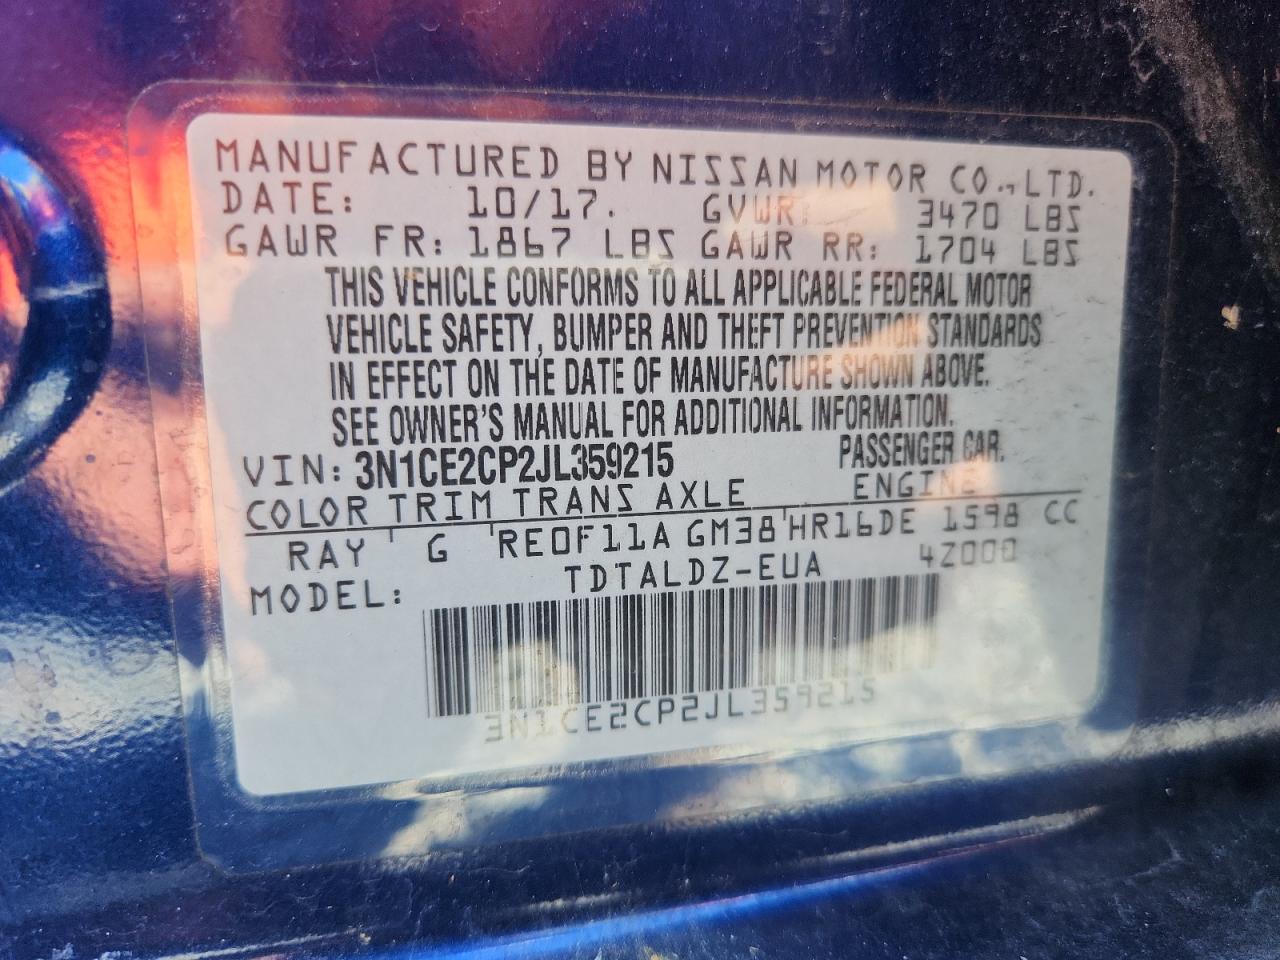 MANUFACTURED BY NISSAN MOTOR CO., LTD.
DATE: 10/17. GVWR: 3470 LBS
GAWR FR: 1867 LBS GAWR RR: 1704 LBS
THIS VEHICLE CONFORMS TO ALL APPLICABLE FEDERAL MOTOR
VEHICLE SAFETY, BUMPER AND THEFT PREVENTION STANDARDS
IN EFFECT ON THE DATE OF MANUFACTURE SHOWN ABOVE.
SEE OWNER'S MANUAL FOR ADDITIONAL INFORMATION.
VIN: 3N1CE2CP2JL359215 PASSENGER CAR.
COLOR TRIM TRANS AXLE ENGINE
RAY G RE0F11A GM38 HR16DE 1598 CC
MODEL: TDTALDZ-EUA 4Z000
3N1CE2CP2JL359215